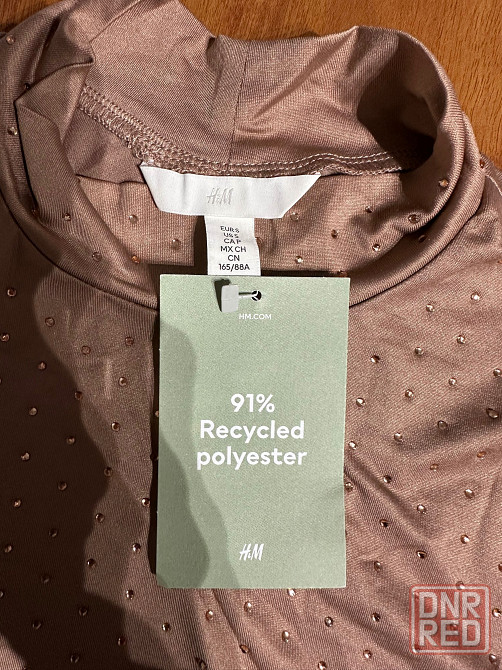 H&M
EUR S
US S
CA P
MX CH
CN
165/88A
HM.COM
91%
Recycled
polyester
H&M
DNR
RED